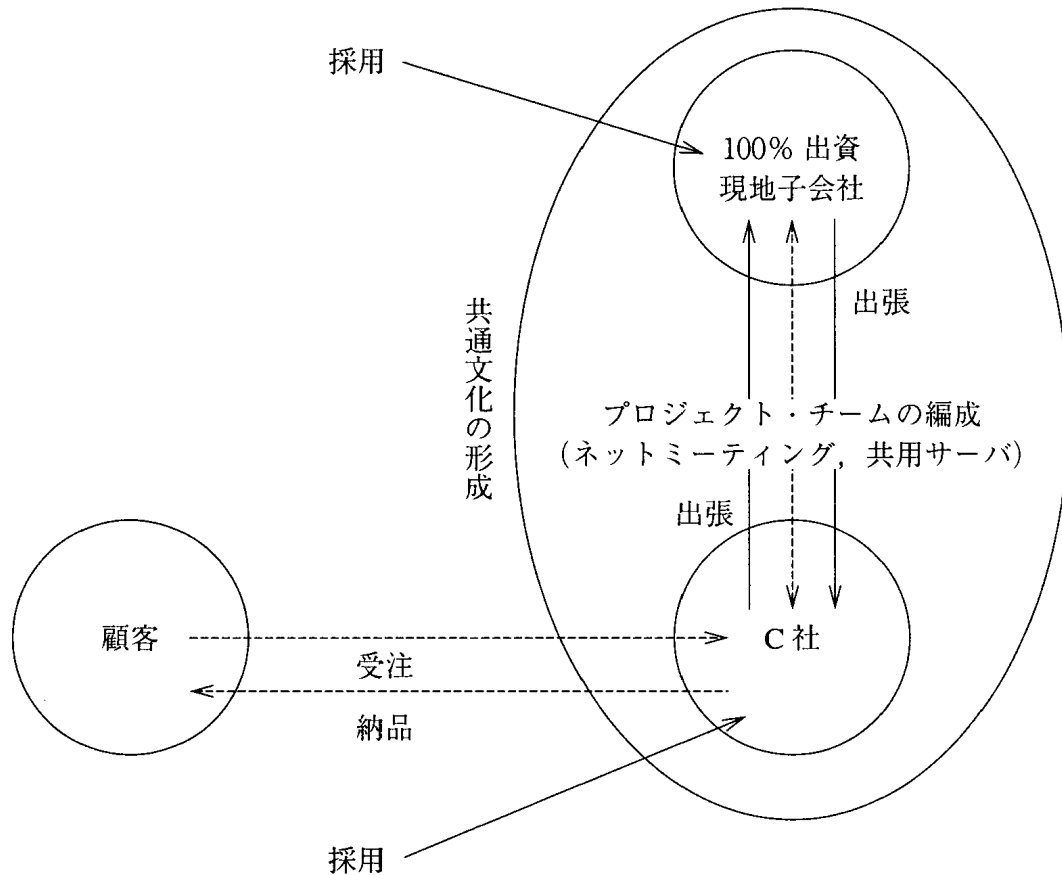 採用
100% 出資
現地子会社
出張
共通文化の形成
プロジェクト・チームの編成
(ネットミーティング, 共用サーバ)
出張
顧客
C 社
受注
納品
採用